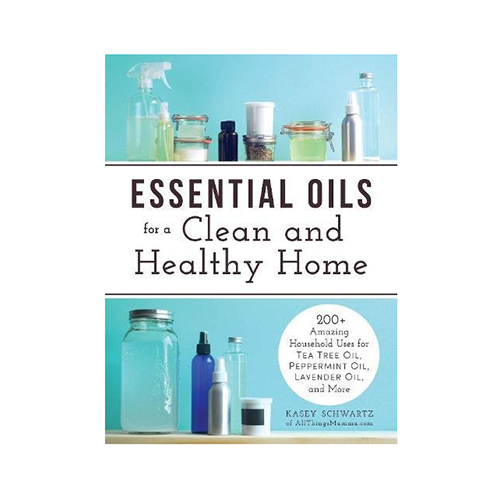 ESSENTIAL OILS
for a Clean and
Healthy Home
200+
Amazing
Household Uses for
TEA TREE OIL,
PEPPERMINT OIL,
LAVENDER OIL,
and More
KASEY SCHWARTZ
of AllThingsMamma.com